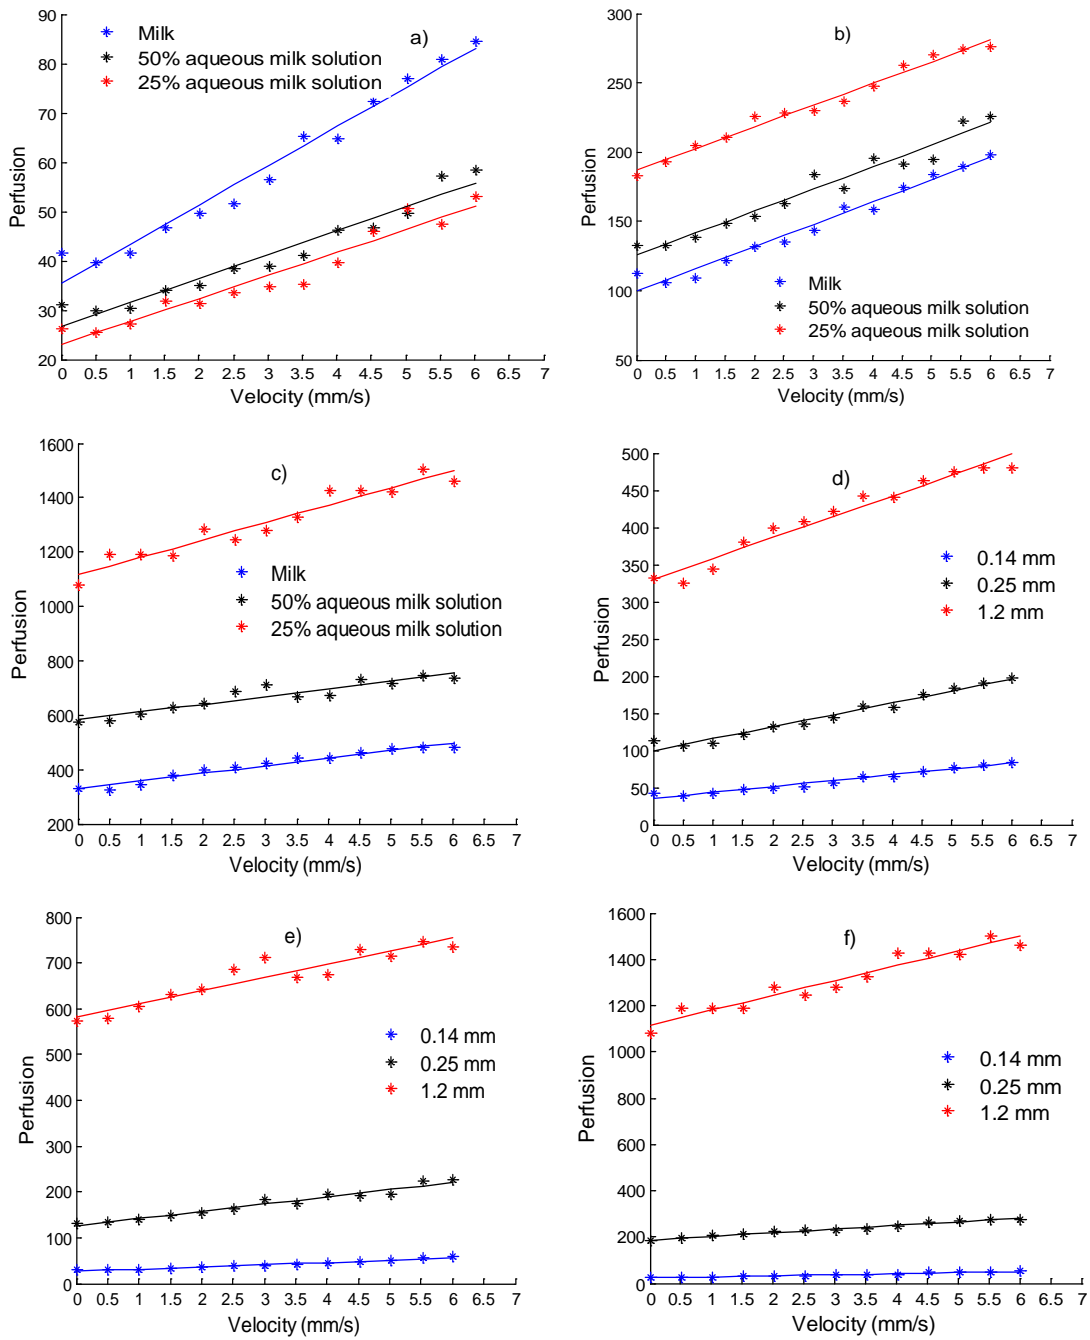 a)
Milk
50% aqueous milk solution
25% aqueous milk solution
90
80
70
60
50
40
30
20
Perfusion
0 0.5 1 1.5 2 2.5 3 3.5 4 4.5 5 5.5 6 6.5 7
Velocity (mm/s)
b)
300
250
200
150
100
50
Perfusion
Milk
50% aqueous milk solution
25% aqueous milk solution
0 0.5 1 1.5 2 2.5 3 3.5 4 4.5 5 5.5 6 6.5 7
Velocity (mm/s)
c)
1600
1400
1200
1000
800
600
400
200
Perfusion
Milk
50% aqueous milk solution
25% aqueous milk solution
0 0.5 1 1.5 2 2.5 3 3.5 4 4.5 5 5.5 6 6.5 7
Velocity (mm/s)
d)
500
450
400
350
300
250
200
150
100
50
0
Perfusion
0.14 mm
0.25 mm
1.2 mm
0 0.5 1 1.5 2 2.5 3 3.5 4 4.5 5 5.5 6 6.5 7
Velocity (mm/s)
e)
800
700
600
500
400
300
200
100
0
Perfusion
0.14 mm
0.25 mm
1.2 mm
0 0.5 1 1.5 2 2.5 3 3.5 4 4.5 5 5.5 6 6.5 7
Velocity (mm/s)
f)
1600
1400
1200
1000
800
600
400
200
0
Perfusion
0.14 mm
0.25 mm
1.2 mm
0 0.5 1 1.5 2 2.5 3 3.5 4 4.5 5 5.5 6 6.5 7
Velocity (mm/s)